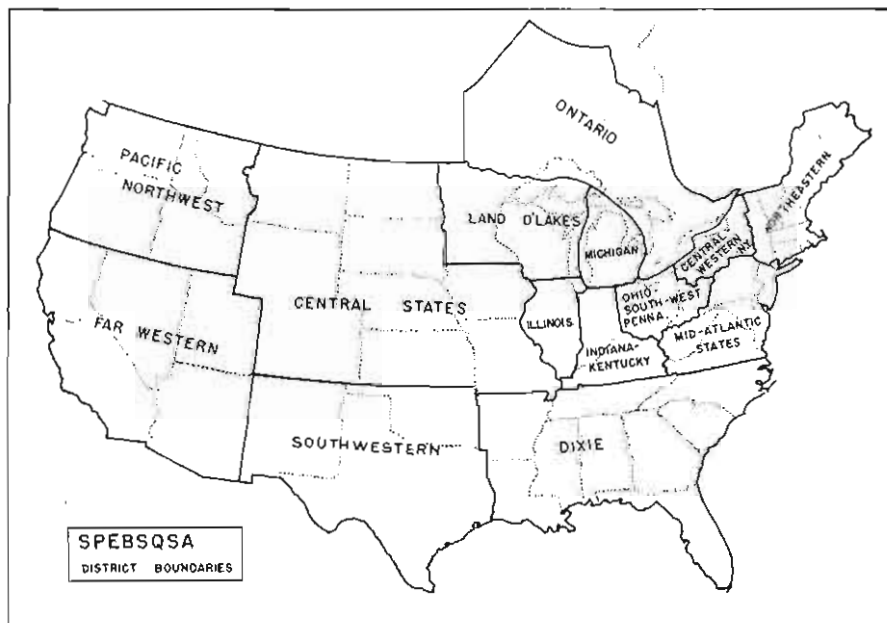 ONTARIO
PACIFIC
NORTHWEST
NORTHEASTERN
LAND O'LAKES
MICHIGAN
CENTRAL-
WESTERN N.Y.
CENTRAL STATES
OHIO-
SOUTH-WEST
PENNA.
ILLINOIS
FAR WESTERN
MID-ATLANTIC
STATES
INDIANA-
KENTUCKY
SOUTHWESTERN
DIXIE
SPEBSQSA
DISTRICT BOUNDARIES